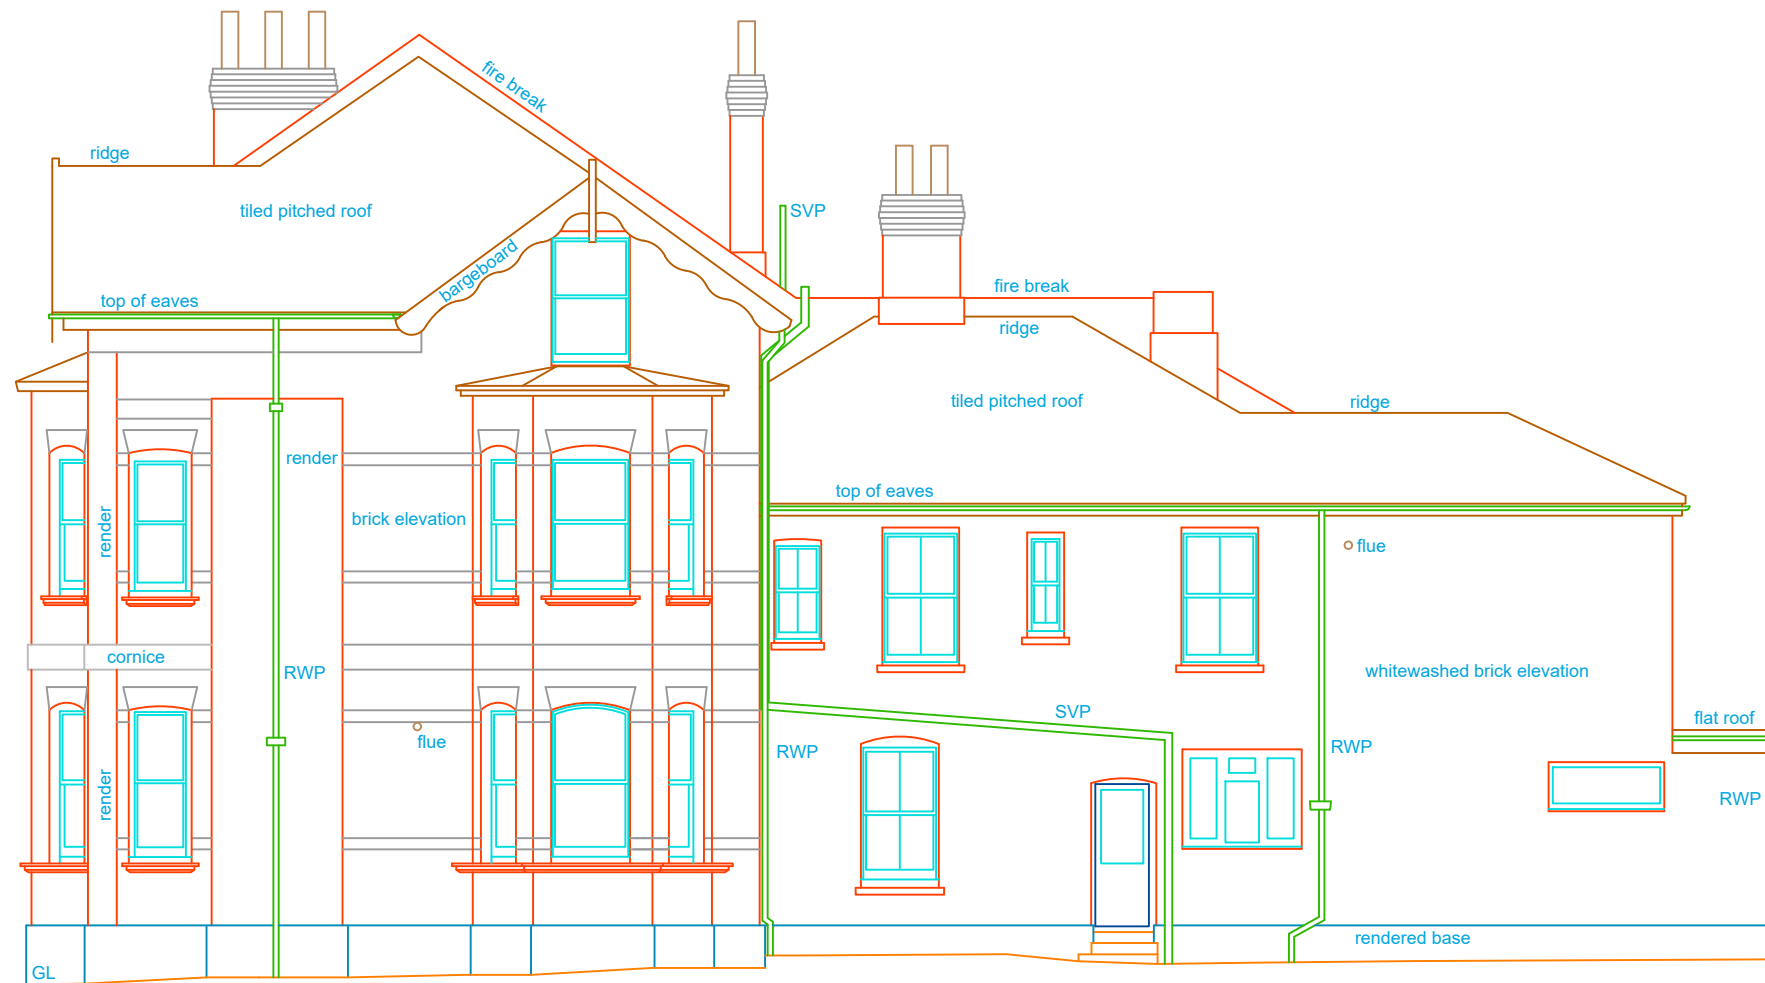 fire break
ridge
tiled pitched roof
SVP
bargeboard
top of eaves
fire break
ridge
tiled pitched roof
ridge
render
top of eaves
render
brick elevation
flue
cornice
RWP
whitewashed brick elevation
SVP
flat roof
flue
RWP
RWP
render
RWP
rendered base
GL